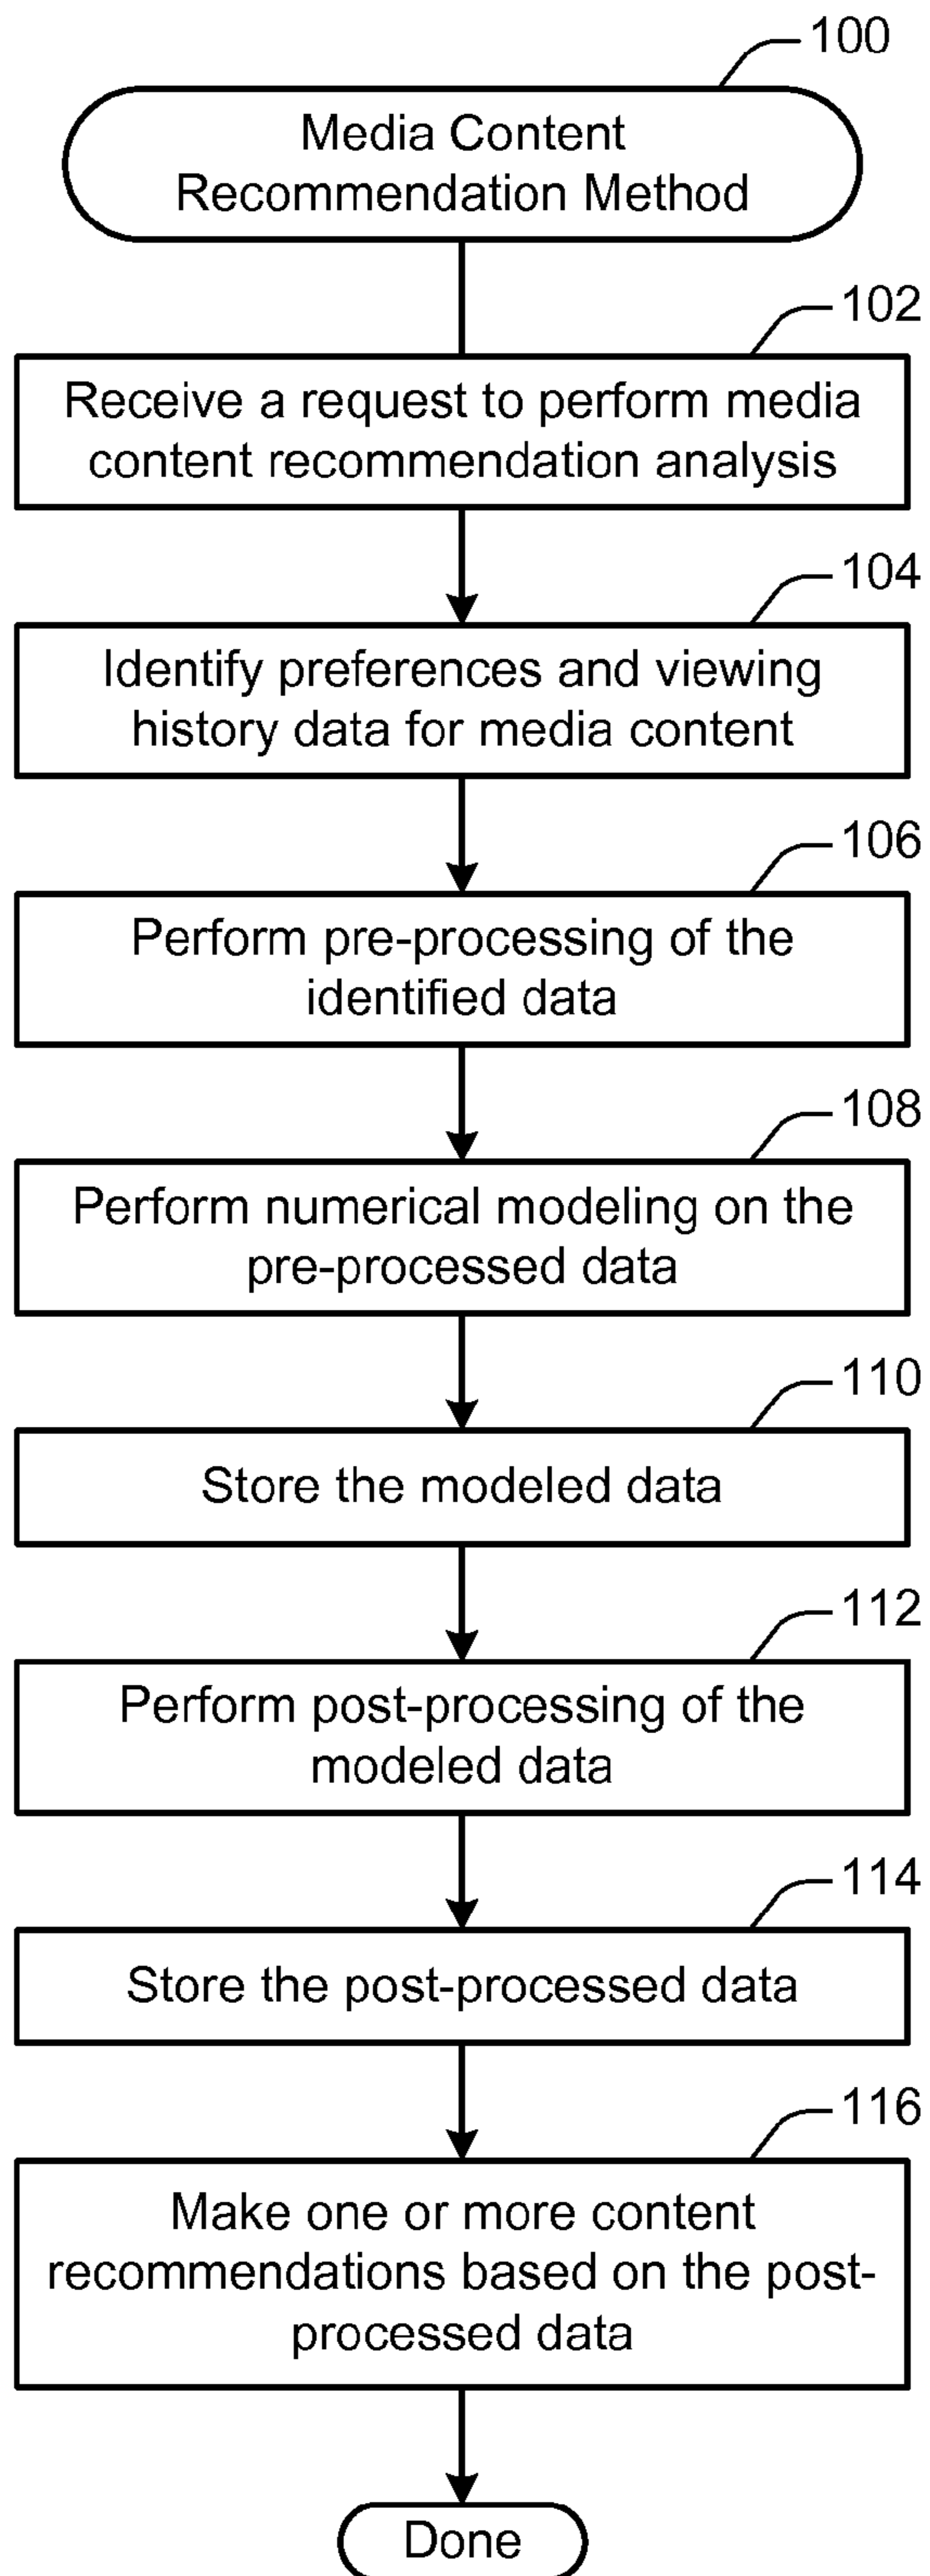 100
Media Content
Recommendation Method
102
Receive a request to perform media
content recommendation analysis
104
Identify preferences and viewing
history data for media content
106
Perform pre-processing of the
identified data
108
Perform numerical modeling on the
pre-processed data
110
Store the modeled data
112
Perform post-processing of the
modeled data
114
Store the post-processed data
116
Make one or more content
recommendations based on the post-
processed data
Done